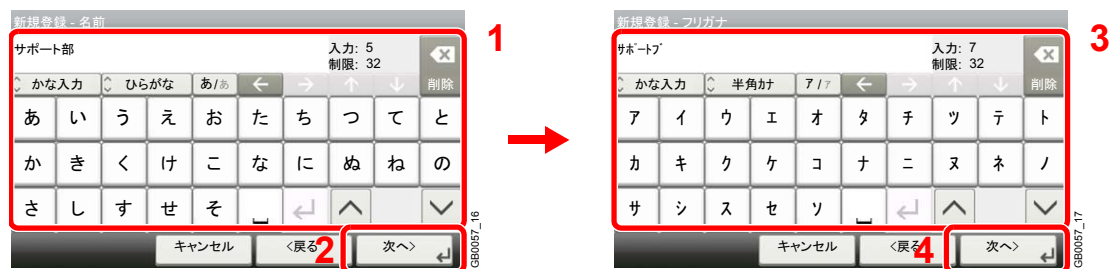 新規登録 - 名前
1
サポート部
入力: 5
制限: 32
かな入力 ひらがな あ/あ ← → ↑ ↓ 削除
あ い う え お た ち つ て と
か き く け こ な に ぬ ね の
さ し す せ そ
キャンセル <戻る 2 次へ>
GB0057_16
新規登録 - フリガナ
3
ｻﾎﾟｰﾄﾌﾞ
入力: 7
制限: 32
かな入力 半角ｶﾅ ｱ/ｱ ← → ↑ ↓ 削除
ｱ ｲ ｳ ｴ ｵ ﾀ ﾁ ﾂ ﾃ ﾄ
ｶ ｷ ｸ ｹ ｺ ﾅ ﾆ ﾇ ﾈ ﾉ
ｻ ｼ ｽ ｾ ｿ
キャンセル <戻る 4 次へ>
GB0057_17